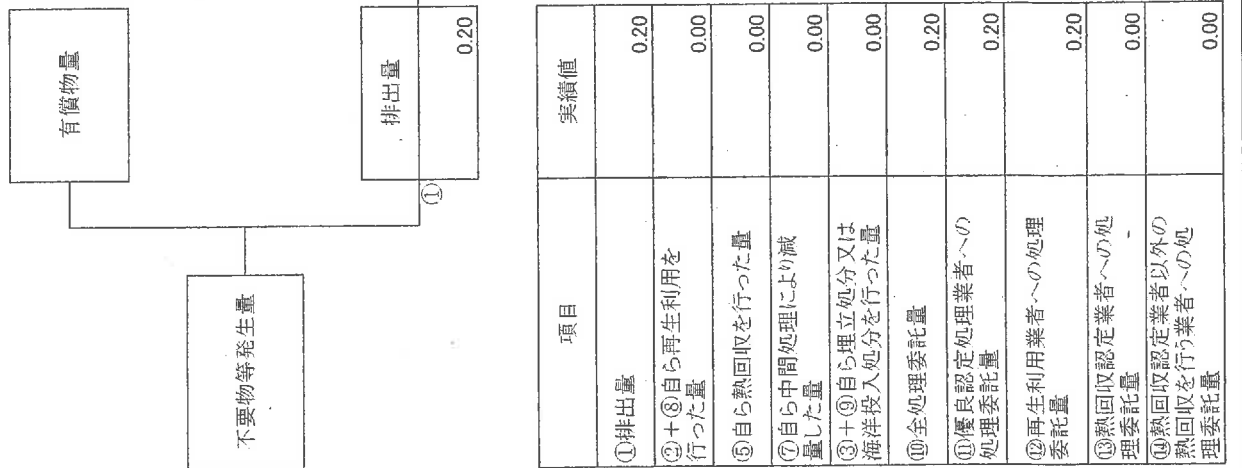 有償物量
不要物等発生量
排出量
①
0.20
項目
実績値
①排出量
0.20
②+⑧自ら再生利用を
行った量
0.00
⑤自ら熱回収を行った量
0.00
⑦自ら中間処理により減
量した量
0.00
③+⑨自ら埋立処分又は
海洋投入処分を行った量
0.00
⑩全処理委託量
0.20
⑪優良認定処理業者への
処理委託量
0.20
⑫再生利用業者への処理
委託量
0.20
⑬熱回収認定業者への処
理委託量
0.00
⑭熱回収認定業者以外の
熱回収を行う業者への処
理委託量
0.00